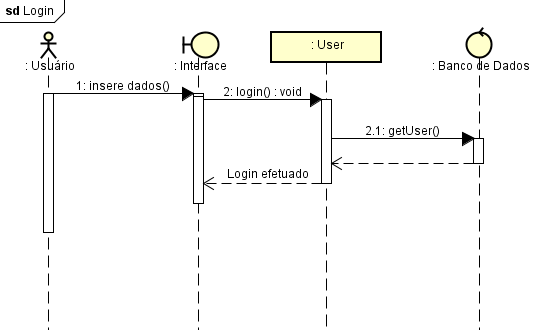 sd Login
: Usuário
: Interface
: User
: Banco de Dados
1: insere dados()
2: login() : void
2.1: getUser()
Login efetuado